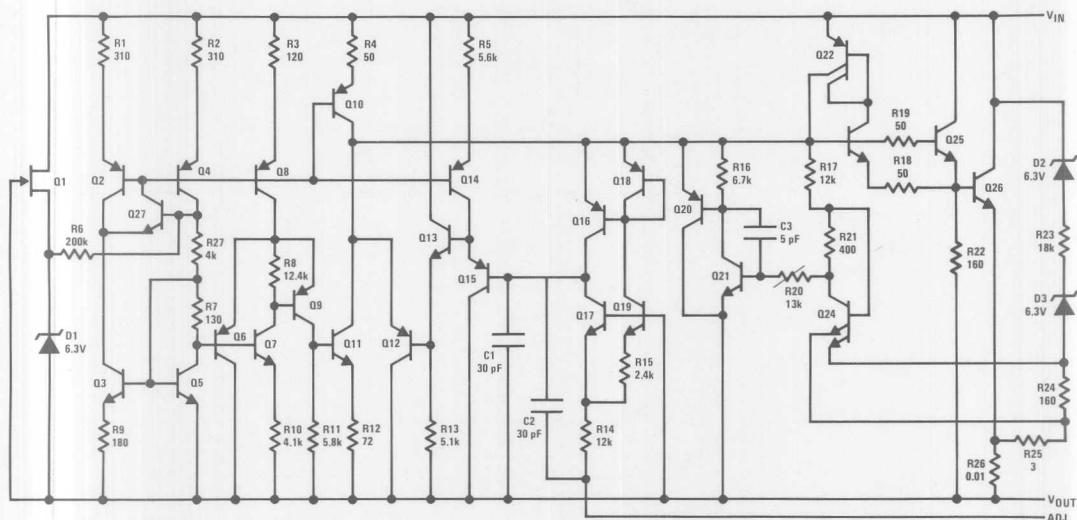 V_IN
R1
310
R2
310
R3
120
R4
50
R5
5.6k
Q22
Q10
R19
50
Q25
Q1
Q2
Q4
Q8
Q14
Q18
R16
6.7k
R17
12k
R18
50
Q26
D2
6.3V
Q27
Q16
Q20
R6
200k
R27
4k
Q13
C3
5 pF
R21
400
R22
160
R23
18k
R8
12.4k
Q15
Q21
R20
13k
D1
6.3V
R7
130
Q9
Q17
Q19
Q24
D3
6.3V
Q6
Q7
Q11
Q12
C1
30 pF
R15
2.4k
Q3
Q5
C2
30 pF
R24
160
R9
180
R10
4.1k
R11
5.8k
R12
72
R13
5.1k
R14
12k
R26
0.01
R25
3
V_OUT
ADJ